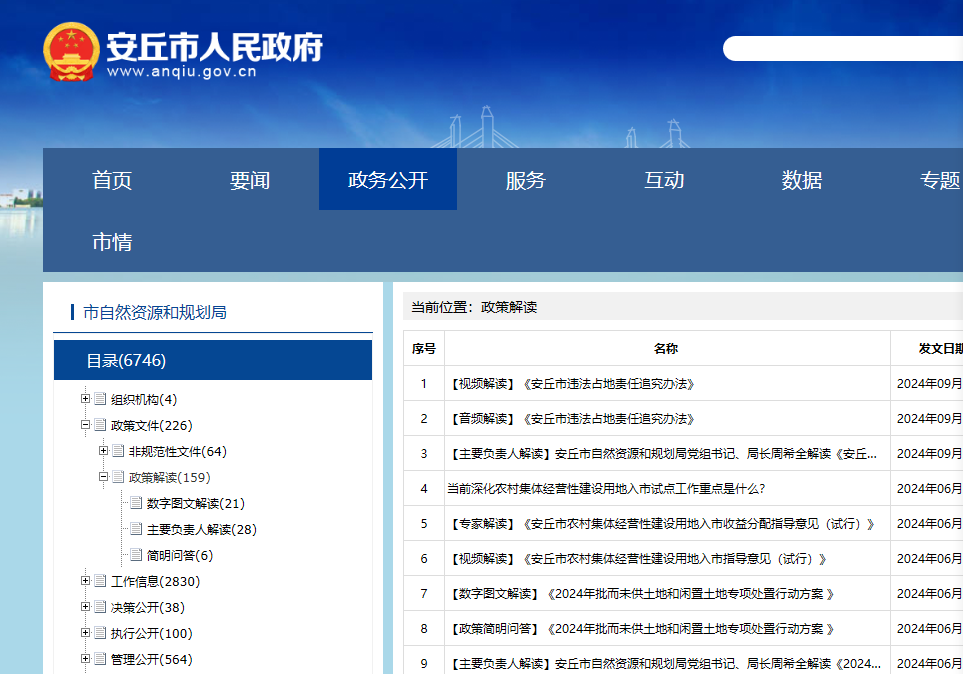 安丘市人民政府
www.anqiu.gov.cn
首页 要闻 政务公开 服务 互动 数据 专题
市情
市自然资源和规划局
目录(6746)
组织机构(4)
政策文件(226)
非规范性文件(64)
政策解读(159)
数字图文解读(21)
主要负责人解读(28)
简明问答(6)
工作信息(2830)
决策公开(38)
执行公开(100)
管理公开(564)
当前位置：政策解读
序号 名称 发文日期
1 【视频解读】《安丘市违法占地责任追究办法》 2024年09月
2 【音频解读】《安丘市违法占地责任追究办法》 2024年09月
3 【主要负责人解读】安丘市自然资源和规划局党组书记、局长周希全解读《安丘... 2024年09月
4 当前深化农村集体经营性建设用地入市试点工作重点是什么？ 2024年06月
5 【专家解读】《安丘市农村集体经营性建设用地入市收益分配指导意见（试行）》 2024年06月
6 【视频解读】《安丘市农村集体经营性建设用地入市指导意见（试行）》 2024年06月
7 【数字图文解读】《2024年批而未供土地和闲置土地专项处置行动方案 》 2024年06月
8 【政策简明问答】《2024年批而未供土地和闲置土地专项处置行动方案 》 2024年06月
9 【主要负责人解读】安丘市自然资源和规划局党组书记、局长周希全解读《2024... 2024年06月